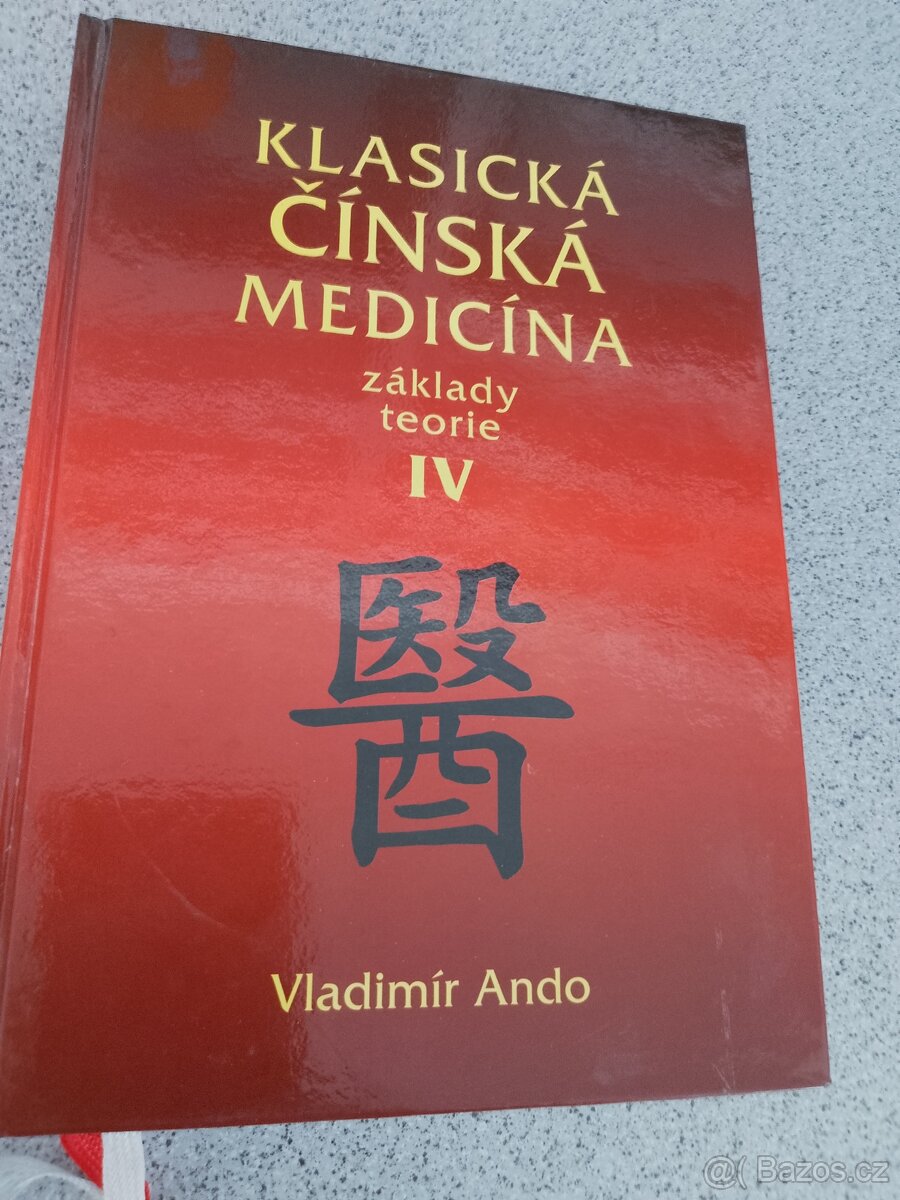 KLASICKÁ
ČÍNSKÁ
MEDICÍNA
základy
teorie
IV
醫
Vladimír Ando
@ Bazos.cz